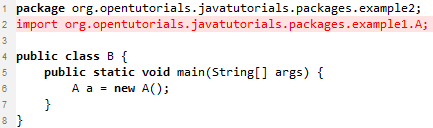 1 package org.opentutorials.javatutorials.packages.example2;
2 import org.opentutorials.javatutorials.packages.example1.A;
3
4 public class B {
5     public static void main(String[] args) {
6         A a = new A();
7     }
8 }